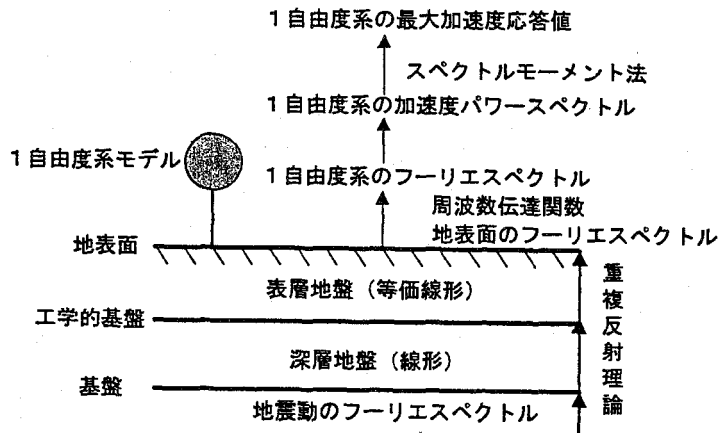 1自由度系の最大加速度応答値
スペクトルモーメント法
1自由度系の加速度パワースペクトル
1自由度系モデル
1自由度系のフーリエスペクトル
周波数伝達関数
地表面のフーリエスペクトル
地表面
表層地盤（等価線形）
工学的基盤
深層地盤（線形）
基盤
地震動のフーリエスペクトル
重複反射理論